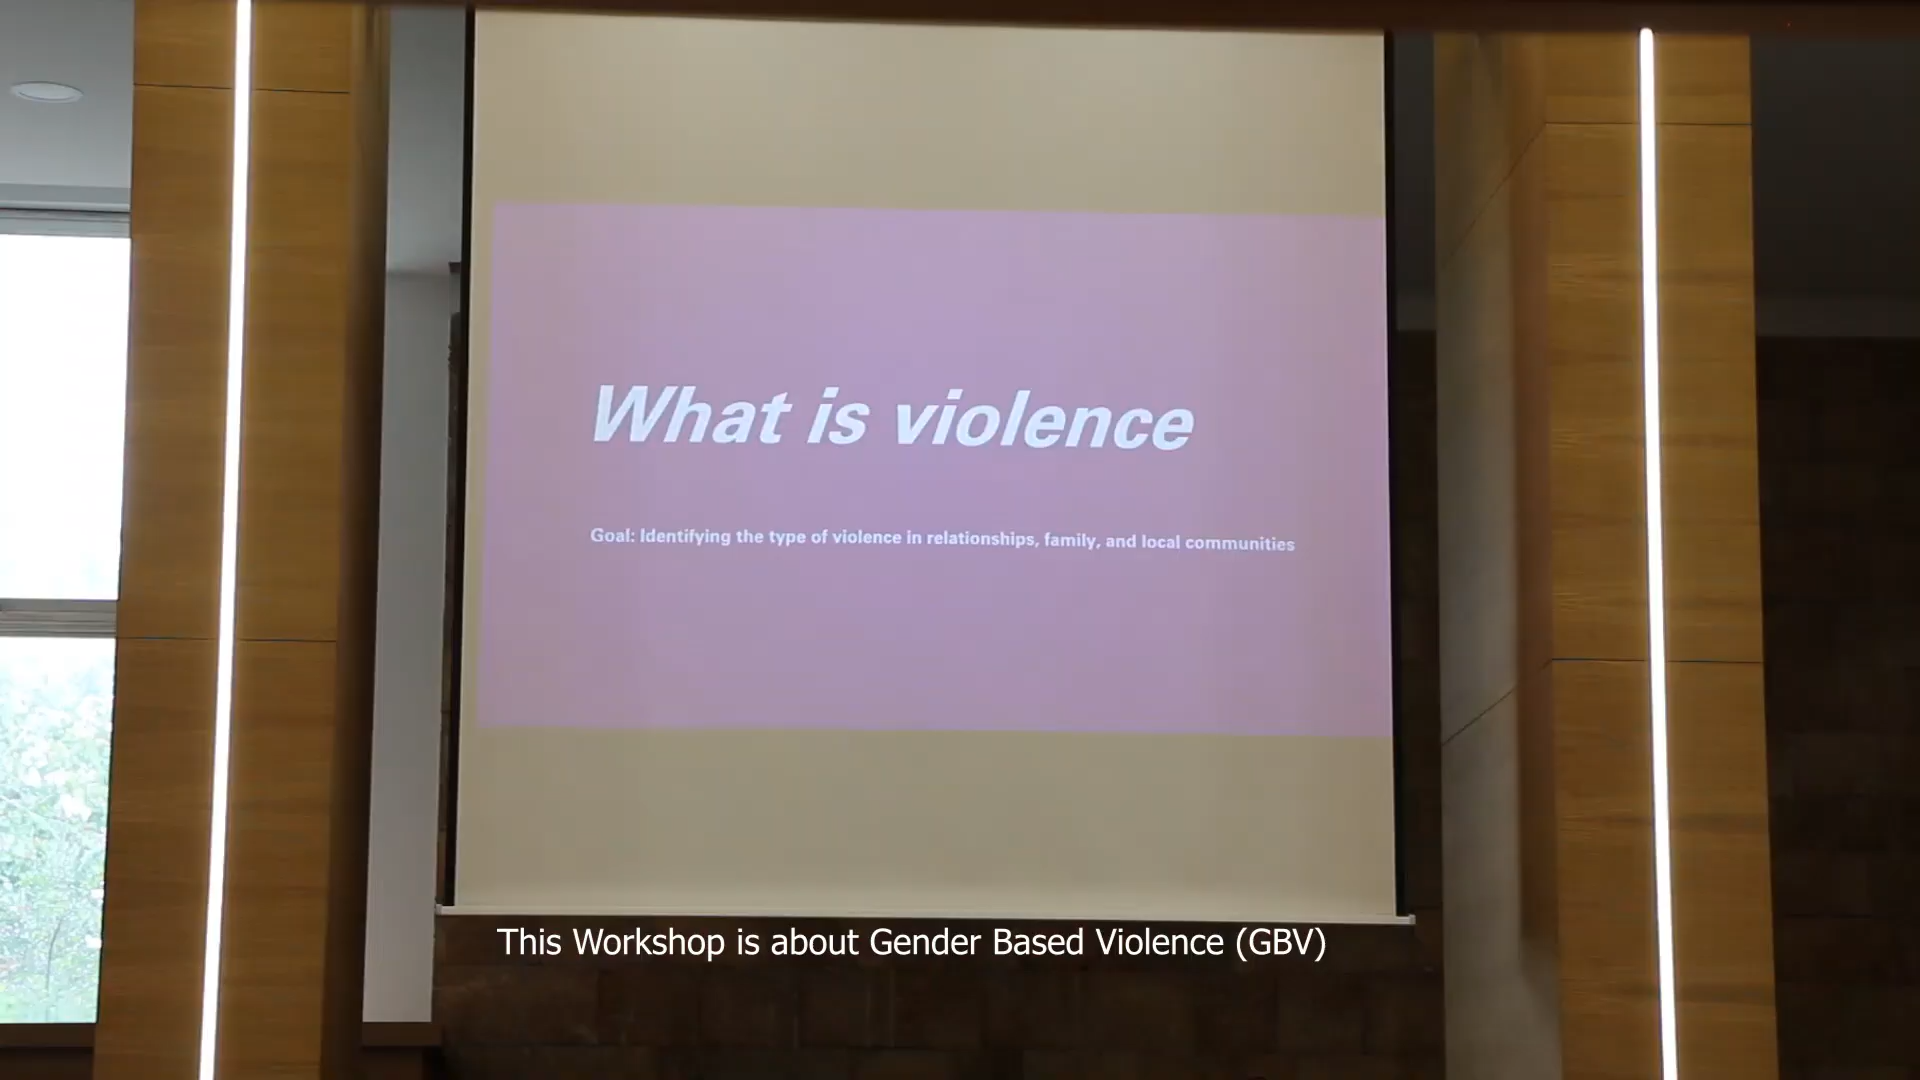 What is violence
Goal: Identifying the type of violence in relationships, family, and local communities
This Workshop is about Gender Based Violence (GBV)